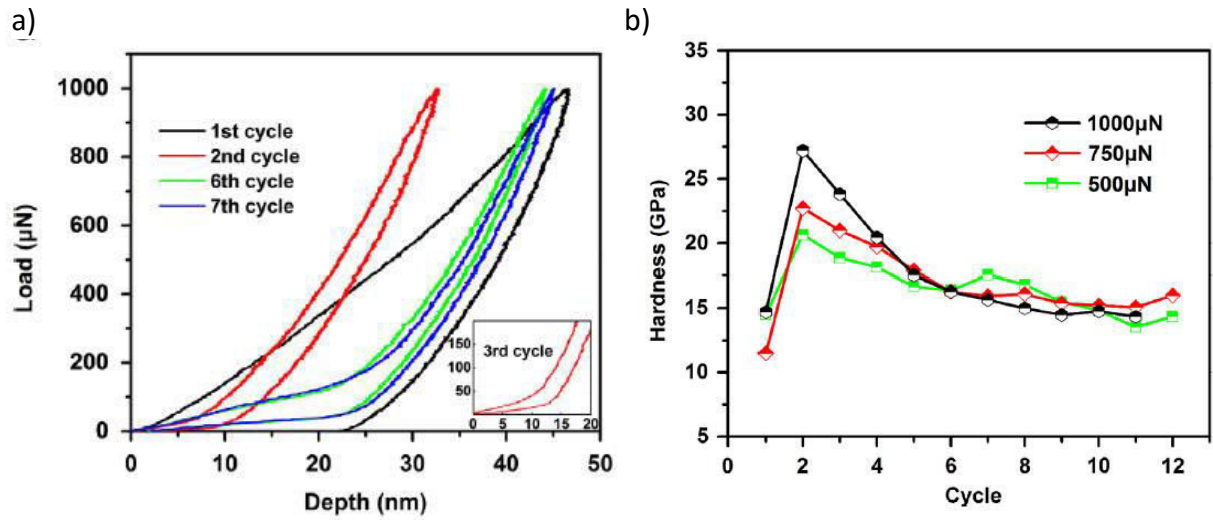 a)
b)
1000
800
600
400
200
0
Load (µN)
1st cycle
2nd cycle
6th cycle
7th cycle
3rd cycle
150
100
50
0 5 10 15 20
0 10 20 30 40 50
Depth (nm)
35
30
25
20
15
10
5
Hardness (GPa)
1000µN
750µN
500µN
0 2 4 6 8 10 12
Cycle